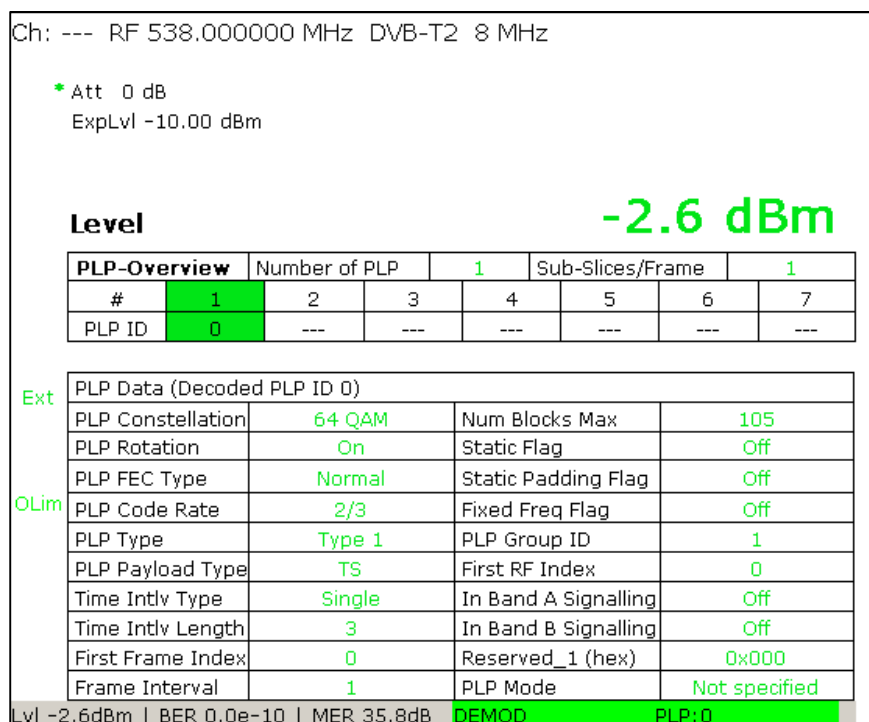 Ch: --- RF 538.000000 MHz DVB-T2 8 MHz
* Att 0 dB
ExpLvl -10.00 dBm
Level -2.6 dBm
PLP-Overview Number of PLP 1 Sub-Slices/Frame 1
# 1 2 3 4 5 6 7
PLP ID 0 --- --- --- --- --- ---
Ext
PLP Data (Decoded PLP ID 0)
PLP Constellation 64 QAM Num Blocks Max 105
PLP Rotation On Static Flag Off
PLP FEC Type Normal Static Padding Flag Off
OLim
PLP Code Rate 2/3 Fixed Freq Flag Off
PLP Type Type 1 PLP Group ID 1
PLP Payload Type TS First RF Index 0
Time Intlv Type Single In Band A Signalling Off
Time Intlv Length 3 In Band B Signalling Off
First Frame Index 0 Reserved_1 (hex) 0x000
Frame Interval 1 PLP Mode Not specified
Lvl -2.6dBm | BER 0.0e-10 | MER 35.8dB DEMOD PLP:0